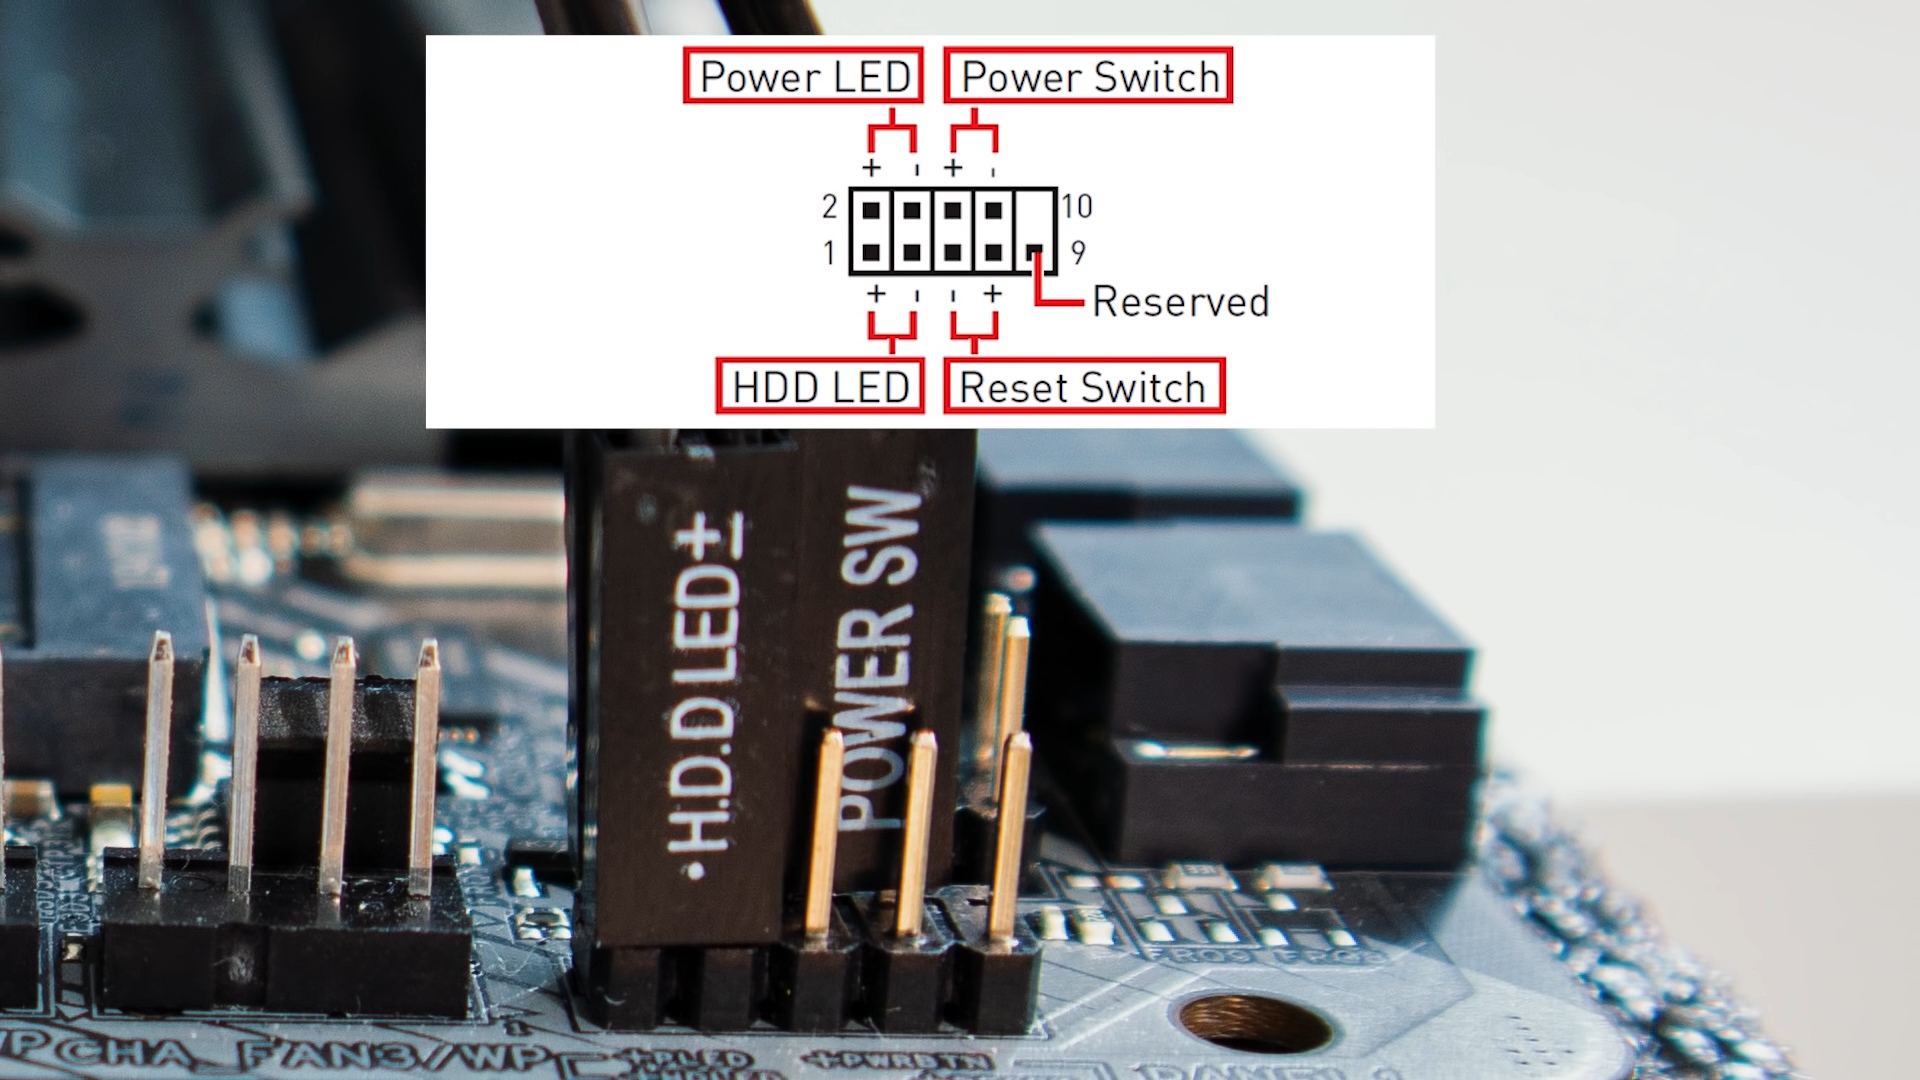 Power LED Power Switch
+ - + -
2 10
1 9
+ - - +
Reserved
HDD LED Reset Switch
H.D.D LED +
POWER SW
CHA_FAN3/WP
+PLED +PWRBTN